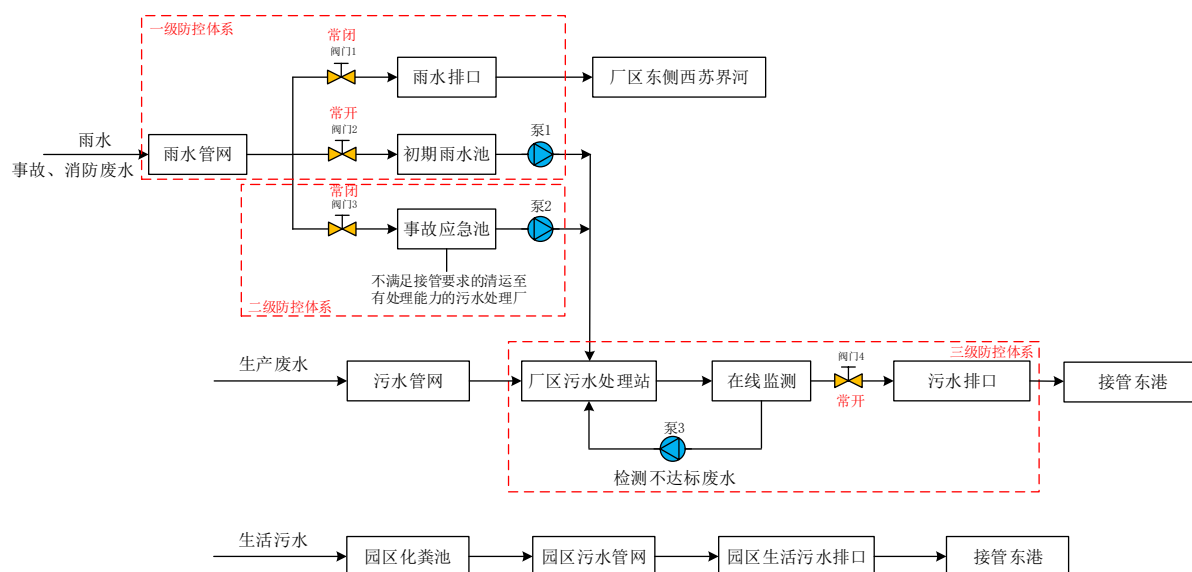 一级防控体系
常闭
阀门1
雨水排口
厂区东侧西苏界河
雨水
事故、消防废水
雨水管网
常开
阀门2
初期雨水池
泵1
常闭
阀门3
事故应急池
泵2
不满足接管要求的清运至
有处理能力的污水处理厂
二级防控体系
三级防控体系
生产废水
污水管网
厂区污水处理站
在线监测
阀门4
常开
污水排口
接管东港
泵3
检测不达标废水
生活污水
园区化粪池
园区污水管网
园区生活污水排口
接管东港